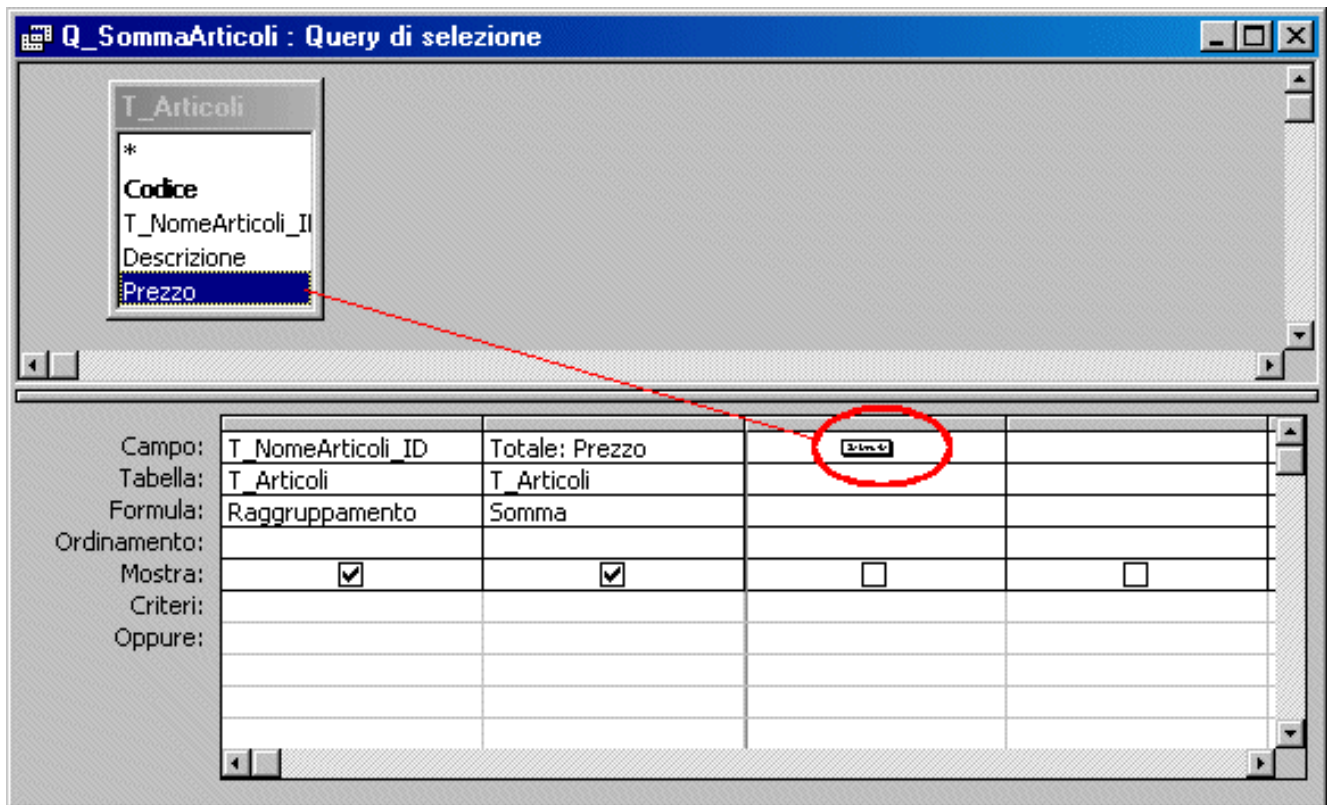 Q_SommaArticoli : Query di selezione
T_Articoli
*
Codice
T_NomeArticoli_I
Descrizione
Prezzo
Campo: T_NomeArticoli_ID Totale: Prezzo
Tabella: T_Articoli T_Articoli
Formula: Raggruppamento Somma
Ordinamento:
Mostra:
Criteri:
Oppure: